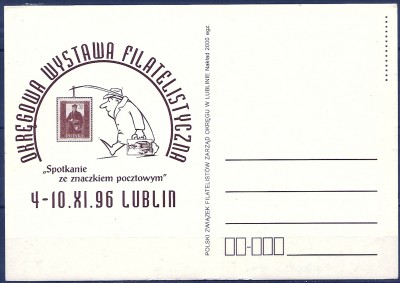 OKRĘGOWA WYSTAWA FILATELISTYCZNA
„Spotkanie
ze znaczkiem pocztowym"
4-10.XI.96 LUBLIN
POLSKI ZWIĄZEK FILATELISTÓW ZARZĄD OKRĘGU W LUBLINIE Nakład 2000 egz.